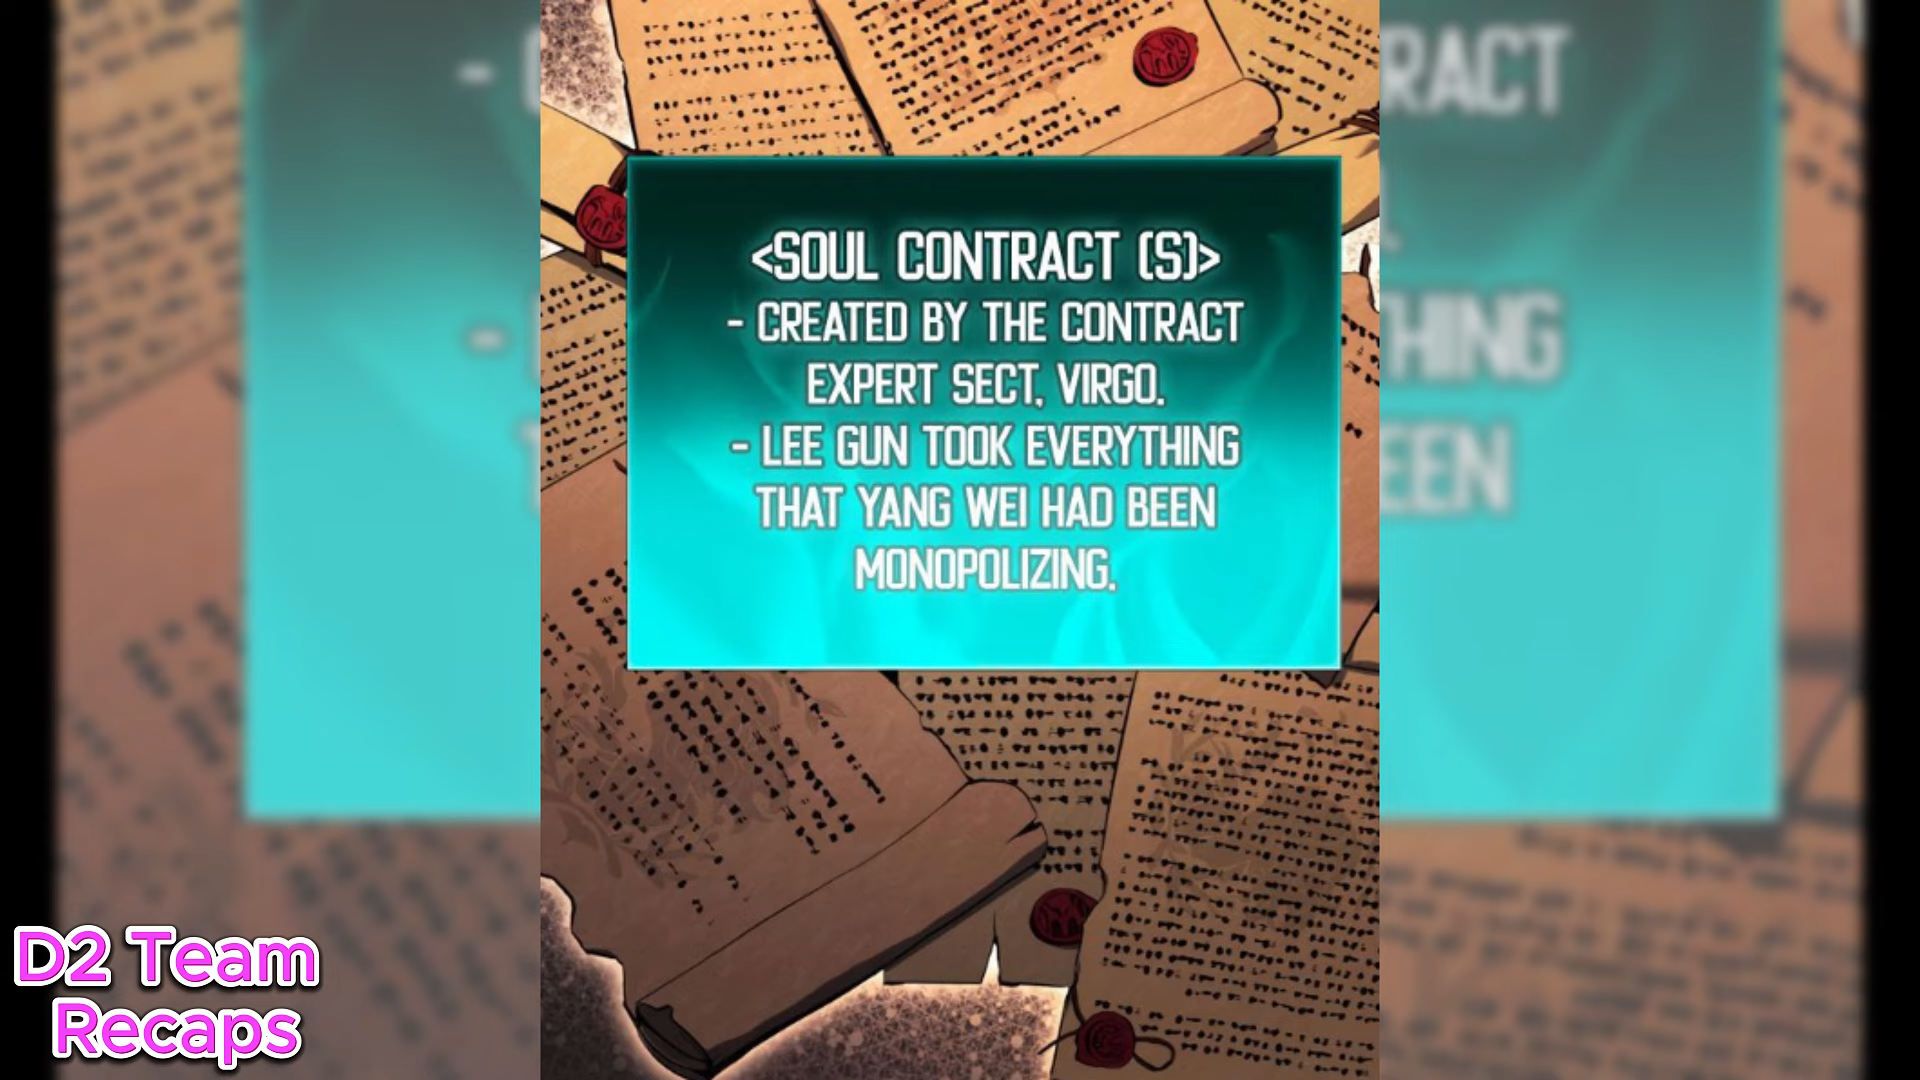 <SOUL CONTRACT (S)>
- CREATED BY THE CONTRACT
EXPERT SECT, VIRGO.
- LEE GUN TOOK EVERYTHING
THAT YANG WEI HAD BEEN
MONOPOLIZING.
D2 Team
Recaps